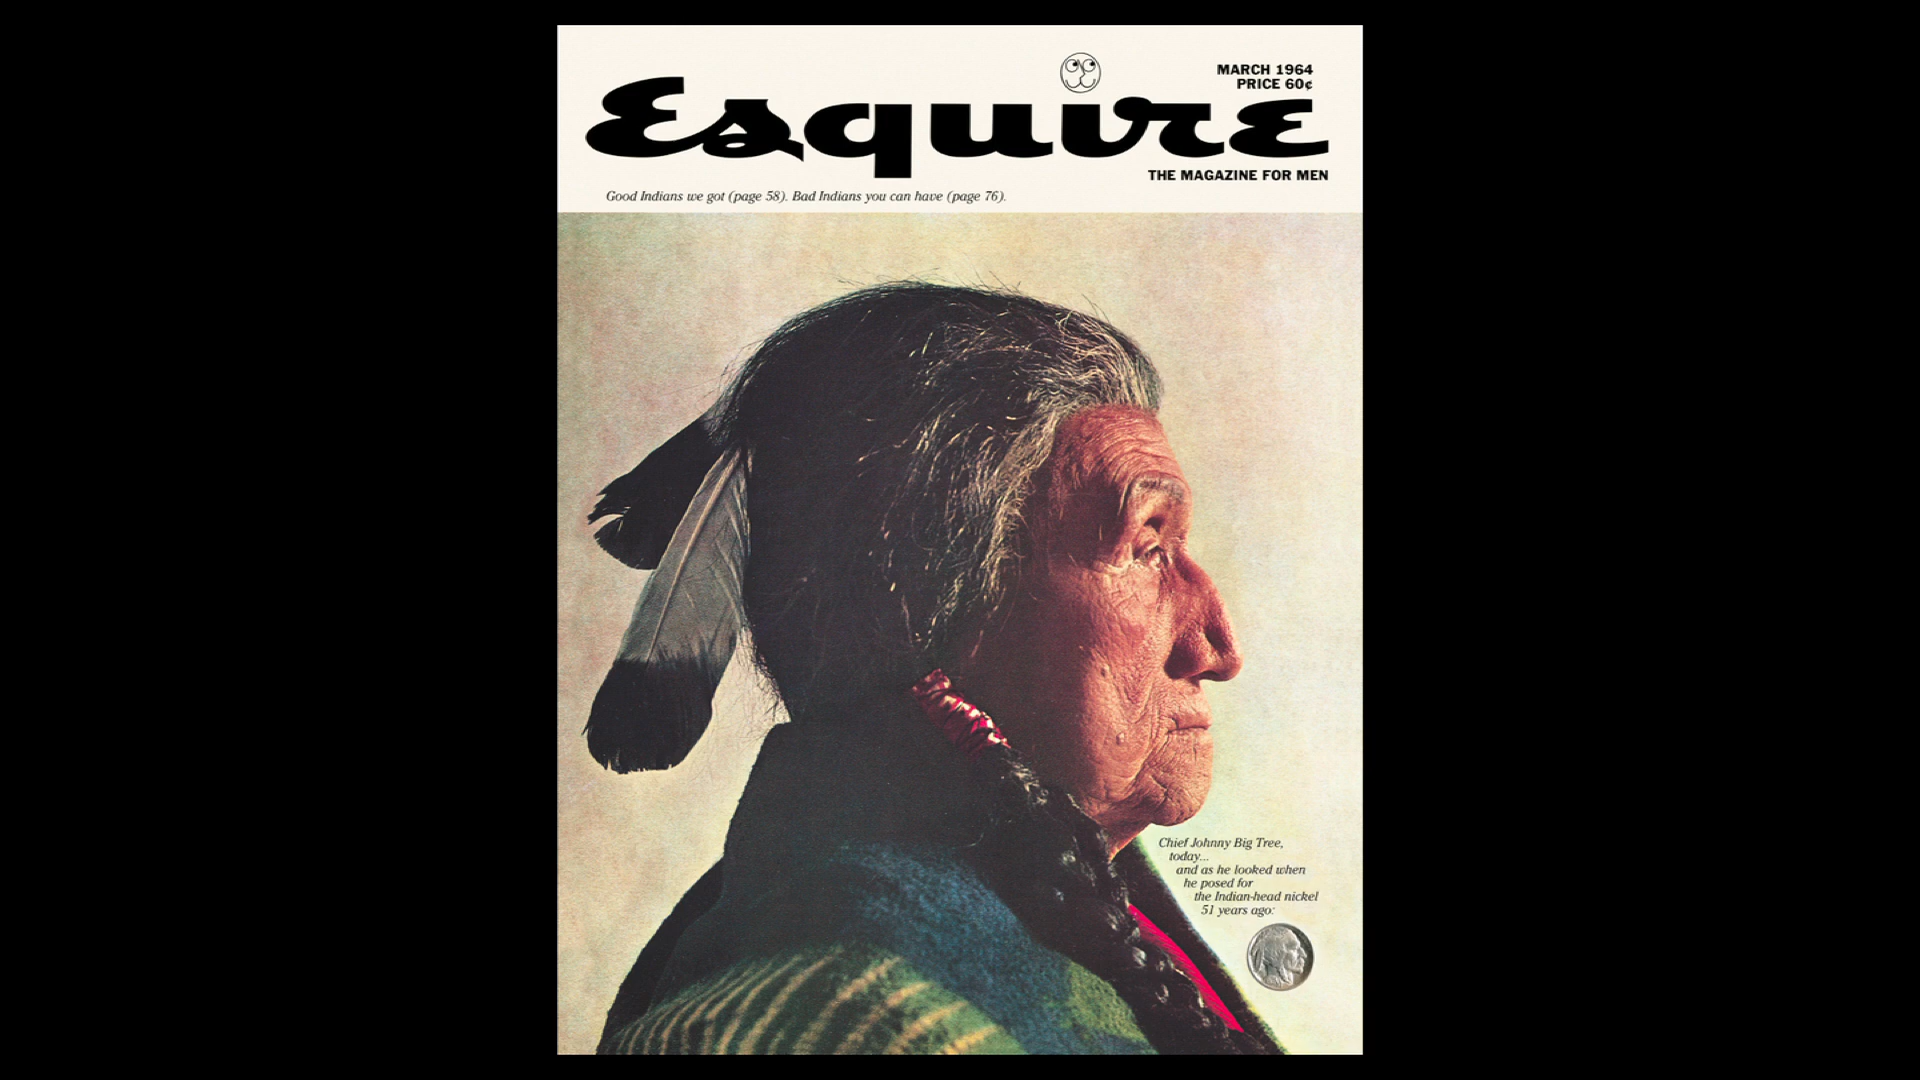 Esquire
MARCH 1964
PRICE 60¢
THE MAGAZINE FOR MEN
Good Indians we got (page 58). Bad Indians you can have (page 76).
Chief Johnny Big Tree,
today...
and as he looked when
he posed for
the Indian-head nickel
51 years ago: